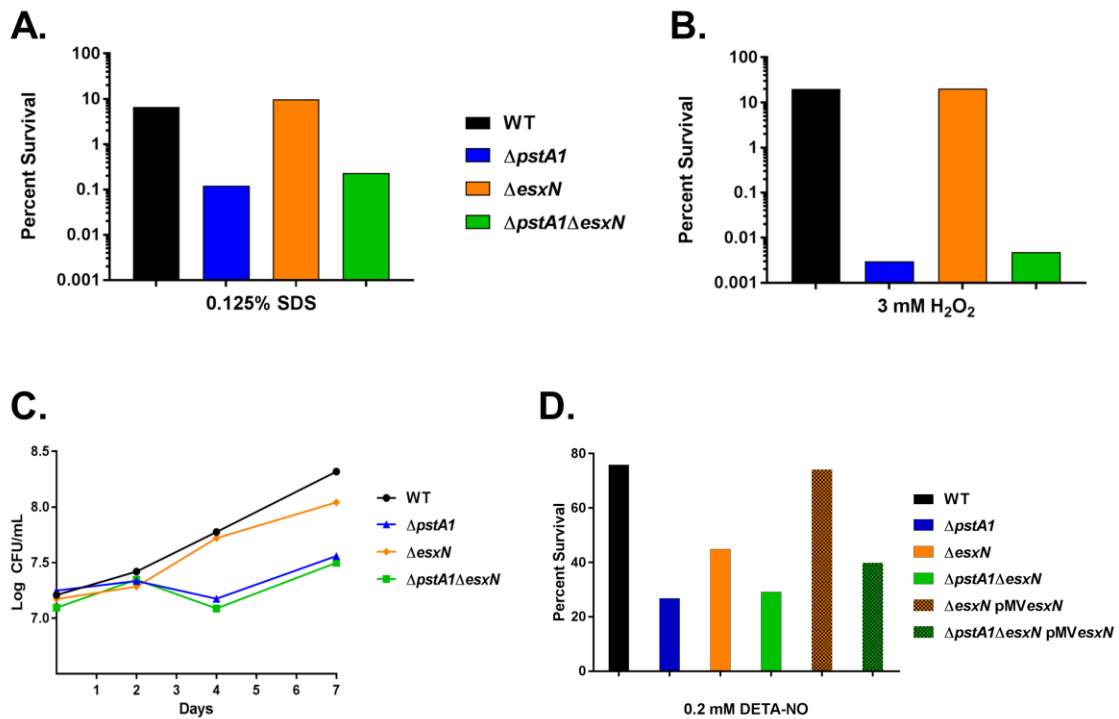 A.
Percent Survival
100
10
1
0.1
0.01
0.001
0.125% SDS
WT
ΔpstA1
ΔesxN
ΔpstA1ΔesxN
B.
Percent Survival
100
10
1
0.1
0.01
0.001
3 mM H₂O₂
C.
Log CFU/mL
8.5
8.0
7.5
7.0
1 2 3 4 5 6 7
Days
WT
ΔpstA1
ΔesxN
ΔpstA1ΔesxN
D.
Percent Survival
80
60
40
20
0
0.2 mM DETA-NO
WT
ΔpstA1
ΔesxN
ΔpstA1ΔesxN
ΔesxN pMVesxN
ΔpstA1ΔesxN pMVesxN